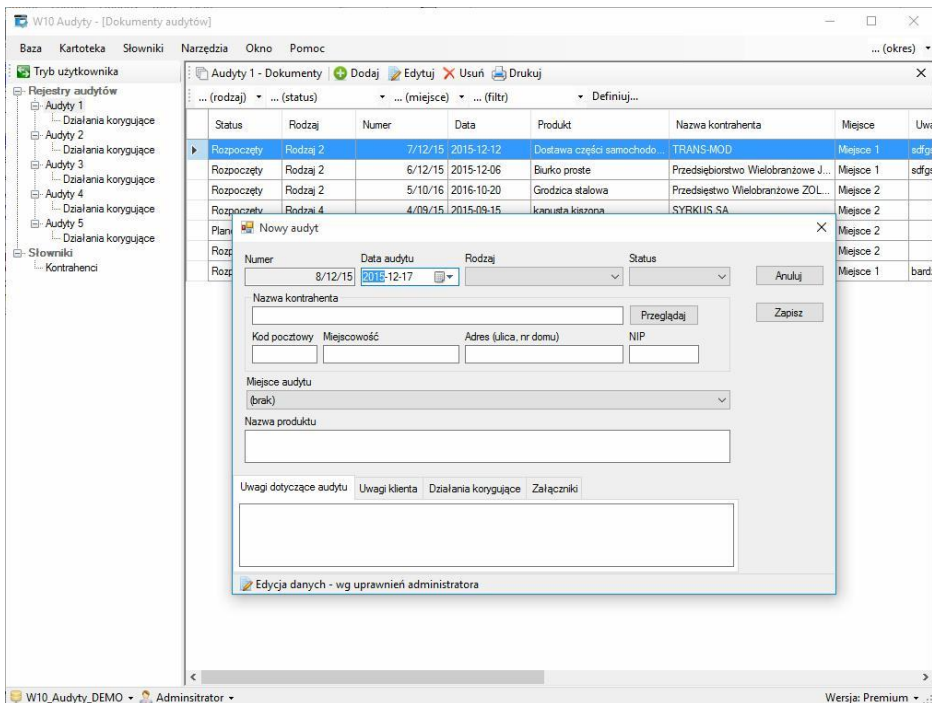 W10 Audyty - [Dokumenty audytów]
Baza Kartoteka Słowniki Narzędzia Okno Pomoc ... (okres)
Tryb użytkownika
Audyty 1 - Dokumenty Dodaj Edytuj Usuń Drukuj
... (rodzaj) ... (status) ... (miejsce) ... (filtr) Definiuj...
Rejestry audytów
Audyty 1
Działania korygujące
Audyty 2
Działania korygujące
Audyty 3
Działania korygujące
Audyty 4
Działania korygujące
Audyty 5
Działania korygujące
Słowniki
Kontrahenci
Status Rodzaj Numer Data Produkt Nazwa kontrahenta Miejsce Uwa
Rozpoczęty Rodzaj 2 7/12/15 2015-12-12 Dostawa części samochodo... TRANS-MOD Miejsce 1 sdfgs
Rozpoczęty Rodzaj 2 6/12/15 2015-12-06 Biurko proste Przedsiębiorstwo Wielobranżowe J... Miejsce 1 sdfgs
Rozpoczęty Rodzaj 2 5/10/16 2016-10-20 Grodzica stalowa Przedsięstwo Wielobranżowe ZOL... Miejsce 2
Rozpoczęty Rodzaj 4 4/09/15 2015-09-15 kapusta kiszona SYRKUS SA Miejsce 2
Plan Miejsce 2
Rozp Miejsce 2
Rozp Miejsce 1 bard
Nowy audyt
Numer Data audytu Rodzaj Status
8/12/15 2015-12-17 Anuluj
Nazwa kontrahenta
Przeglądaj Zapisz
Kod pocztowy Miejscowość Adres (ulica, nr domu) NIP
Miejsce audytu
(brak)
Nazwa produktu
Uwagi dotyczące audytu Uwagi klienta Działania korygujące Załączniki
Edycja danych - wg uprawnień administratora
W10_Audyty_DEMO Adminsitrator Wersja: Premium